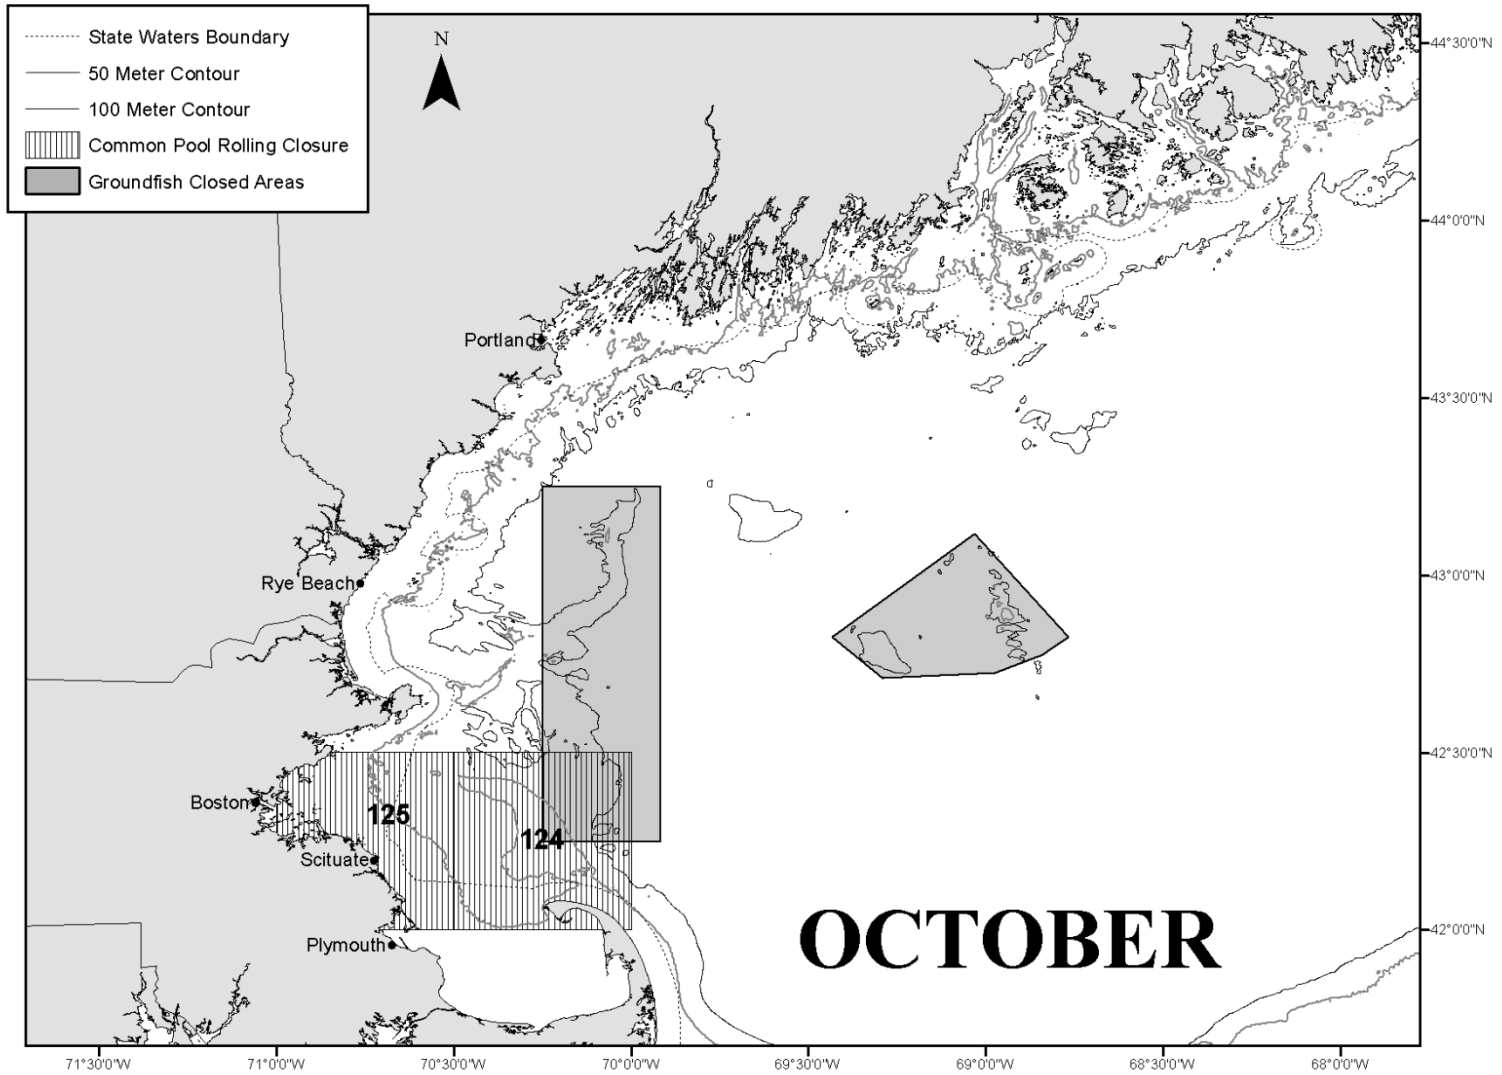 State Waters Boundary
50 Meter Contour
100 Meter Contour
Common Pool Rolling Closure
Groundfish Closed Areas
N
44°30'0"N
44°0'0"N
Portland
43°30'0"N
Rye Beach
43°0'0"N
42°30'0"N
Boston
125
124
Scituate
OCTOBER
42°0'0"N
Plymouth
71°30'0"W 71°0'0"W 70°30'0"W 70°0'0"W 69°30'0"W 69°0'0"W 68°30'0"W 68°0'0"W